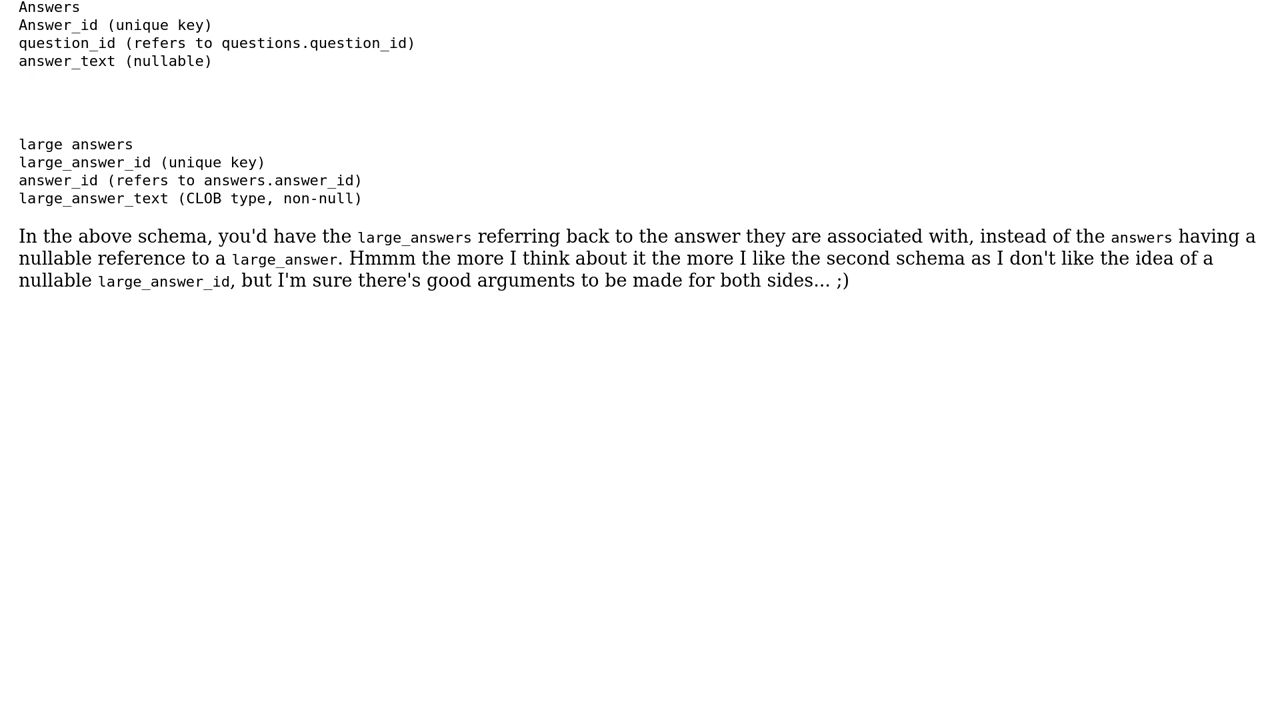 Answers
Answer_id (unique key)
question_id (refers to questions.question_id)
answer_text (nullable)
large answers
large_answer_id (unique key)
answer_id (refers to answers.answer_id)
large_answer_text (CLOB type, non-null)
In the above schema, you'd have the large_answers referring back to the answer they are associated with, instead of the answers having a
nullable reference to a large_answer. Hmmm the more I think about it the more I like the second schema as I don't like the idea of a
nullable large_answer_id, but I'm sure there's good arguments to be made for both sides... ;)